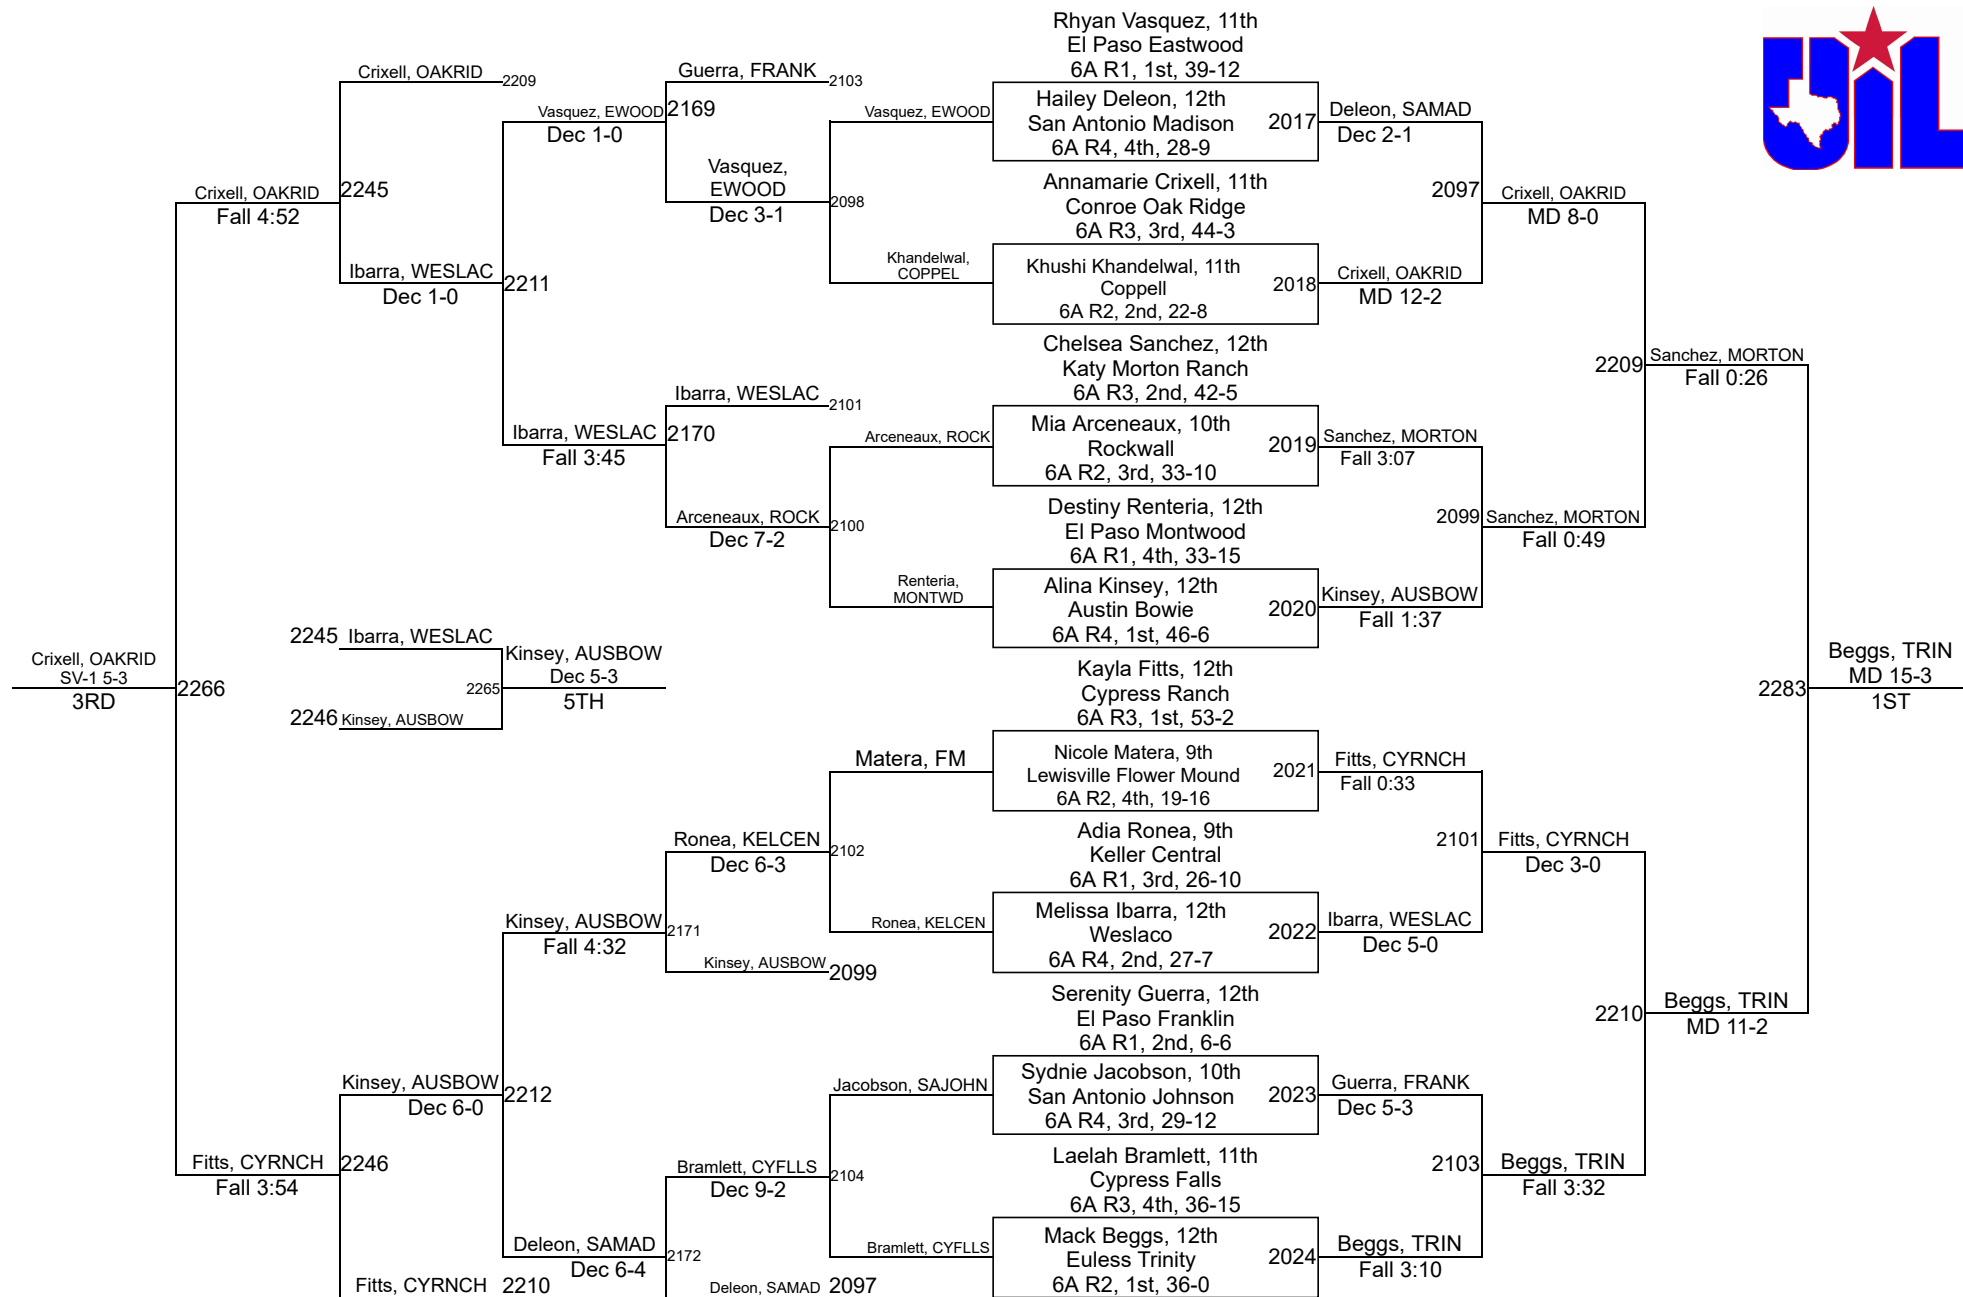 Rhyan Vasquez, 11th
El Paso Eastwood
6A R1, 1st, 39-12
UIL
Crixell, OAKRID 2209
Guerra, FRANK 2103
Vasquez, EWOOD 2169
Dec 1-0
Vasquez, EWOOD
Hailey Deleon, 12th
San Antonio Madison
6A R4, 4th, 28-9
2017
Deleon, SAMAD
Dec 2-1
Vasquez,
EWOOD
Dec 3-1
2098
Crixell, OAKRID
Fall 4:52
2245
Annamarie Crixell, 11th
Conroe Oak Ridge
6A R3, 3rd, 44-3
2097
Crixell, OAKRID
MD 8-0
Ibarra, WESLAC
Dec 1-0
2211
Khandelwal,
COPPEL
Khushi Khandelwal, 11th
Coppell
6A R2, 2nd, 22-8
2018
Crixell, OAKRID
MD 12-2
Chelsea Sanchez, 12th
Katy Morton Ranch
6A R3, 2nd, 42-5
2209
Sanchez, MORTON
Fall 0:26
Ibarra, WESLAC 2101
Ibarra, WESLAC
Fall 3:45
2170
Arceneaux, ROCK
Mia Arceneaux, 10th
Rockwall
6A R2, 3rd, 33-10
2019
Sanchez, MORTON
Fall 3:07
Arceneaux, ROCK
Dec 7-2
2100
Destiny Renteria, 12th
El Paso Montwood
6A R1, 4th, 33-15
2099
Sanchez, MORTON
Fall 0:49
Renteria,
MONTWD
Alina Kinsey, 12th
Austin Bowie
6A R4, 1st, 46-6
2020
Kinsey, AUSBOW
Fall 1:37
2245 Ibarra, WESLAC
2246 Kinsey, AUSBOW
2265
Kinsey, AUSBOW
Dec 5-3
5TH
Crixell, OAKRID
SV-1 5-3
3RD
2266
Kayla Fitts, 12th
Cypress Ranch
6A R3, 1st, 53-2
2283
Beggs, TRIN
MD 15-3
1ST
Matera, FM
Nicole Matera, 9th
Lewisville Flower Mound
6A R2, 4th, 19-16
2021
Fitts, CYRNCH
Fall 0:33
Ronea, KELCEN
Dec 6-3
2102
Adia Ronea, 9th
Keller Central
6A R1, 3rd, 26-10
2101
Fitts, CYRNCH
Dec 3-0
Kinsey, AUSBOW
Fall 4:32
2171
Ronea, KELCEN
Melissa Ibarra, 12th
Weslaco
6A R4, 2nd, 27-7
2022
Ibarra, WESLAC
Dec 5-0
Kinsey, AUSBOW 2099
Serenity Guerra, 12th
El Paso Franklin
6A R1, 2nd, 6-6
2210
Beggs, TRIN
MD 11-2
Kinsey, AUSBOW
Dec 6-0
2212
Jacobson, SAJOHN
Sydnie Jacobson, 10th
San Antonio Johnson
6A R4, 3rd, 29-12
2023
Guerra, FRANK
Dec 5-3
Fitts, CYRNCH
Fall 3:54
2246
Bramlett, CYFLLS
Dec 9-2
2104
Laelah Bramlett, 11th
Cypress Falls
6A R3, 4th, 36-15
2103
Beggs, TRIN
Fall 3:32
Deleon, SAMAD
Dec 6-4
2172
Bramlett, CYFLLS
Mack Beggs, 12th
Euless Trinity
6A R2, 1st, 36-0
2024
Beggs, TRIN
Fall 3:10
Fitts, CYRNCH 2210
Deleon, SAMAD 2097